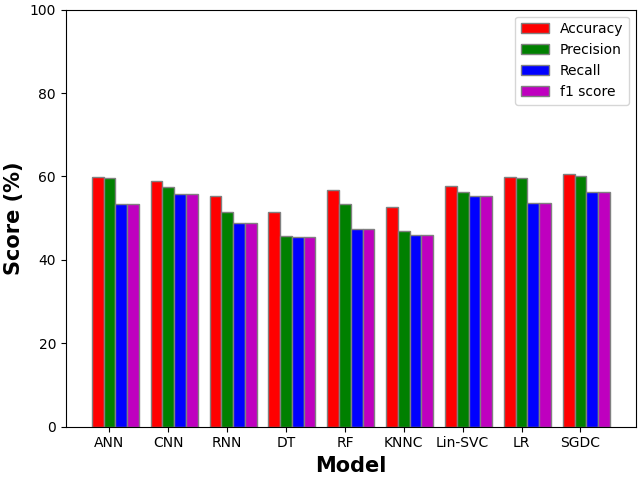 100
80
60
40
20
0
Score (%)
Accuracy
Precision
Recall
f1 score
ANN CNN RNN DT RF KNNC Lin-SVC LR SGDC
Model